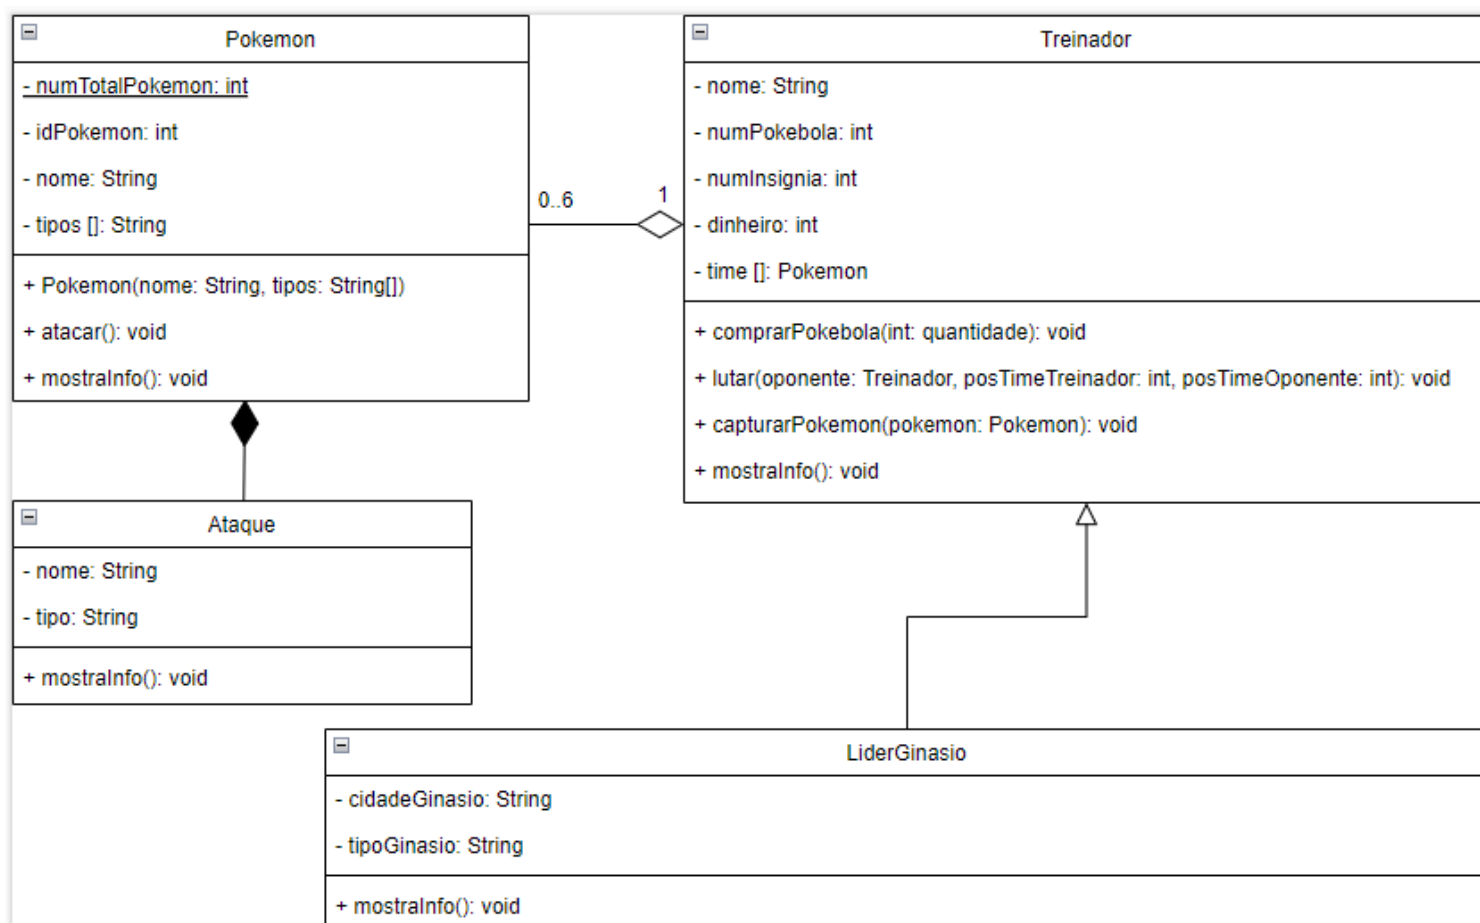 Pokemon
- numTotalPokemon: int
- idPokemon: int
- nome: String
- tipos []: String
+ Pokemon(nome: String, tipos: String[])
+ atacar(): void
+ mostraInfo(): void
0..6
1
Treinador
- nome: String
- numPokebola: int
- numInsignia: int
- dinheiro: int
- time []: Pokemon
+ comprarPokebola(int: quantidade): void
+ lutar(oponente: Treinador, posTimeTreinador: int, posTimeOponente: int): void
+ capturarPokemon(pokemon: Pokemon): void
+ mostraInfo(): void
Ataque
- nome: String
- tipo: String
+ mostraInfo(): void
LiderGinasio
- cidadeGinasio: String
- tipoGinasio: String
+ mostraInfo(): void